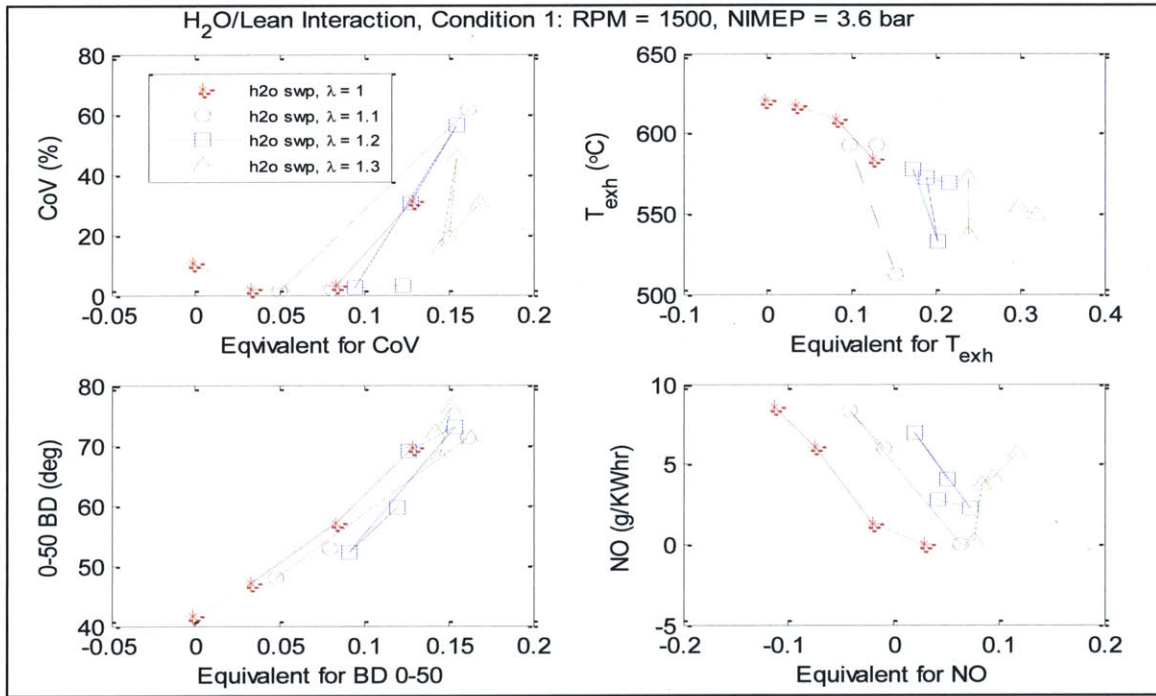 H2O/Lean Interaction, Condition 1: RPM = 1500, NIMEP = 3.6 bar
80
60
40
20
0
CoV (%)
h2o swp, λ = 1
h2o swp, λ = 1.1
h2o swp, λ = 1.2
h2o swp, λ = 1.3
-0.05 0 0.05 0.1 0.15 0.2
Eqvivalent for CoV
650
600
550
500
Texh (ºC)
-0.1 0 0.1 0.2 0.3 0.4
Equivalent for Texh
80
70
60
50
40
0-50 BD (deg)
-0.05 0 0.05 0.1 0.15 0.2
Equivalent for BD 0-50
10
5
0
-5
NO (g/KWhr)
-0.2 -0.1 0 0.1 0.2
Equivalent for NO